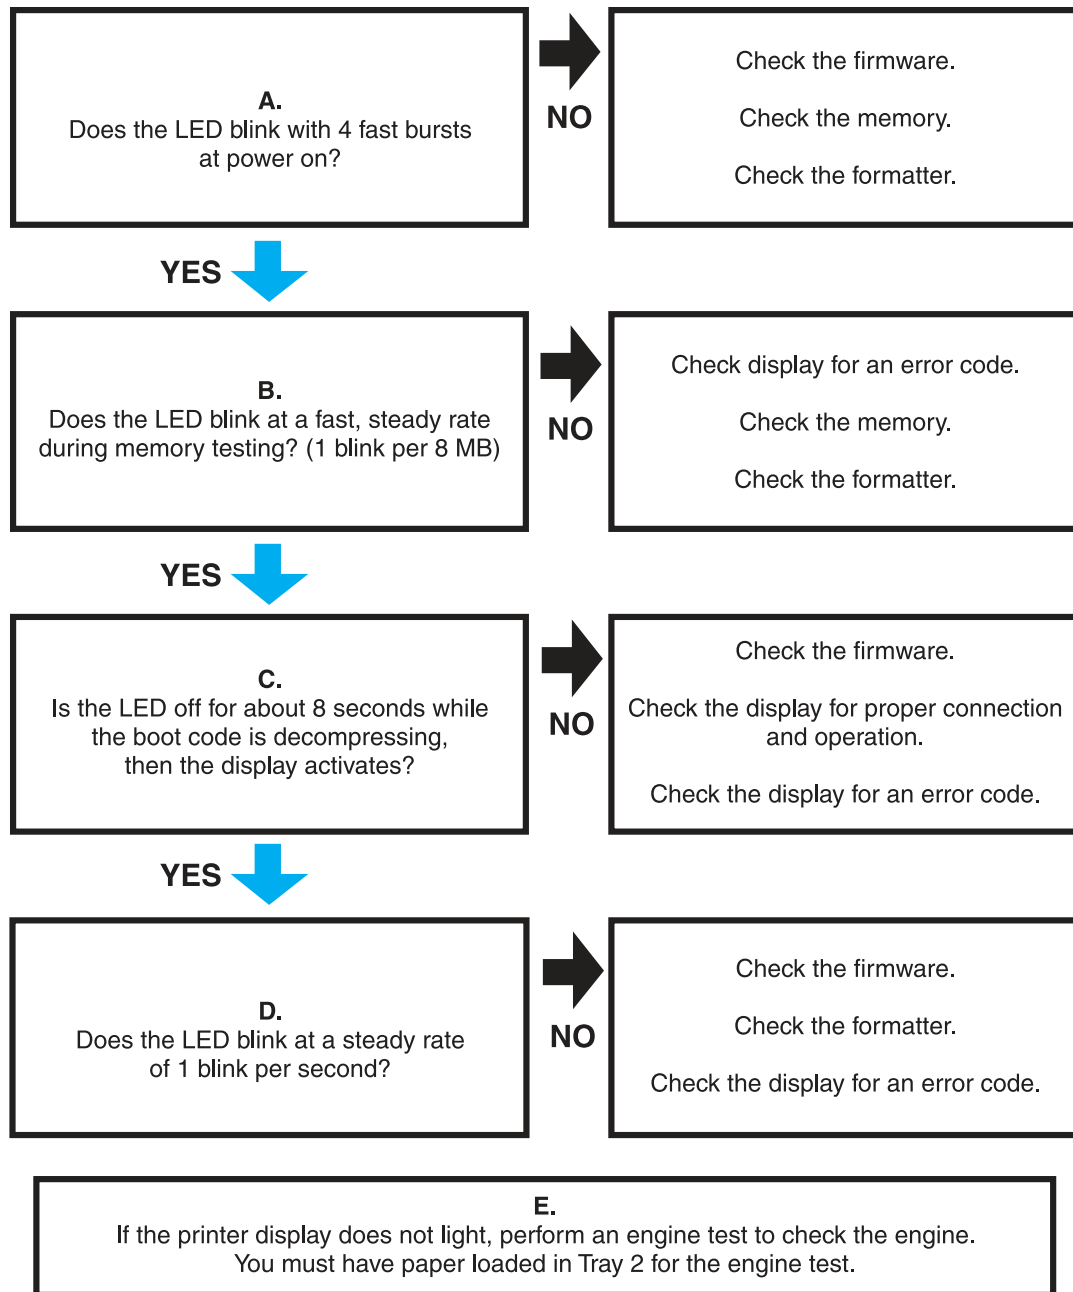 A.
Does the LED blink with 4 fast bursts
at power on?
NO
Check the firmware.
Check the memory.
Check the formatter.
YES
B.
Does the LED blink at a fast, steady rate
during memory testing? (1 blink per 8 MB)
NO
Check display for an error code.
Check the memory.
Check the formatter.
YES
C.
Is the LED off for about 8 seconds while
the boot code is decompressing,
then the display activates?
NO
Check the firmware.
Check the display for proper connection
and operation.
Check the display for an error code.
YES
D.
Does the LED blink at a steady rate
of 1 blink per second?
NO
Check the firmware.
Check the formatter.
Check the display for an error code.
E.
If the printer display does not light, perform an engine test to check the engine.
You must have paper loaded in Tray 2 for the engine test.